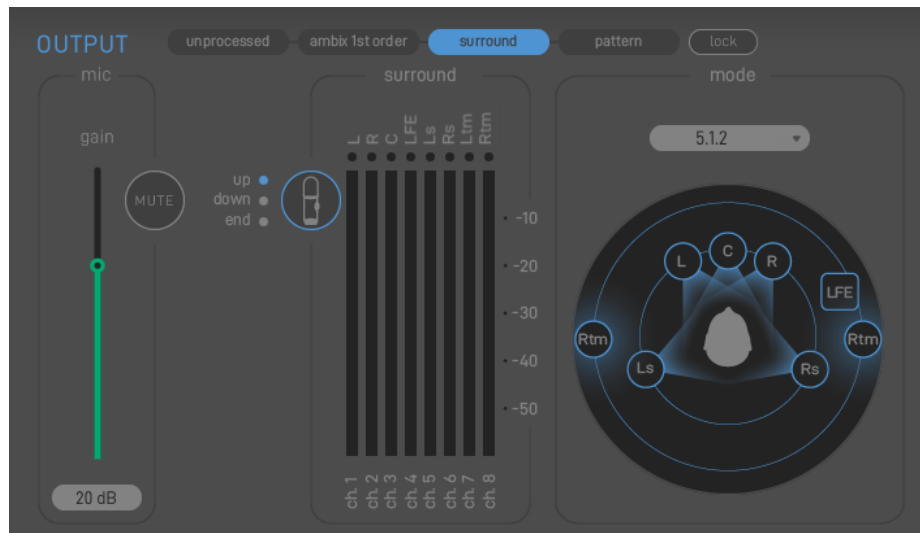 OUTPUT
unprocessed
ambix 1st order
surround
pattern
lock
mic
surround
mode
gain
L
R
C
LFE
Ls
Rs
Ltm
Rtm
5.1.2
MUTE
up
down
end
-10
-20
-30
-40
-50
L
C
R
LFE
Rtm
Rtm
Ls
Rs
20 dB
ch. 1
ch. 2
ch. 3
ch. 4
ch. 5
ch. 6
ch. 7
ch. 8